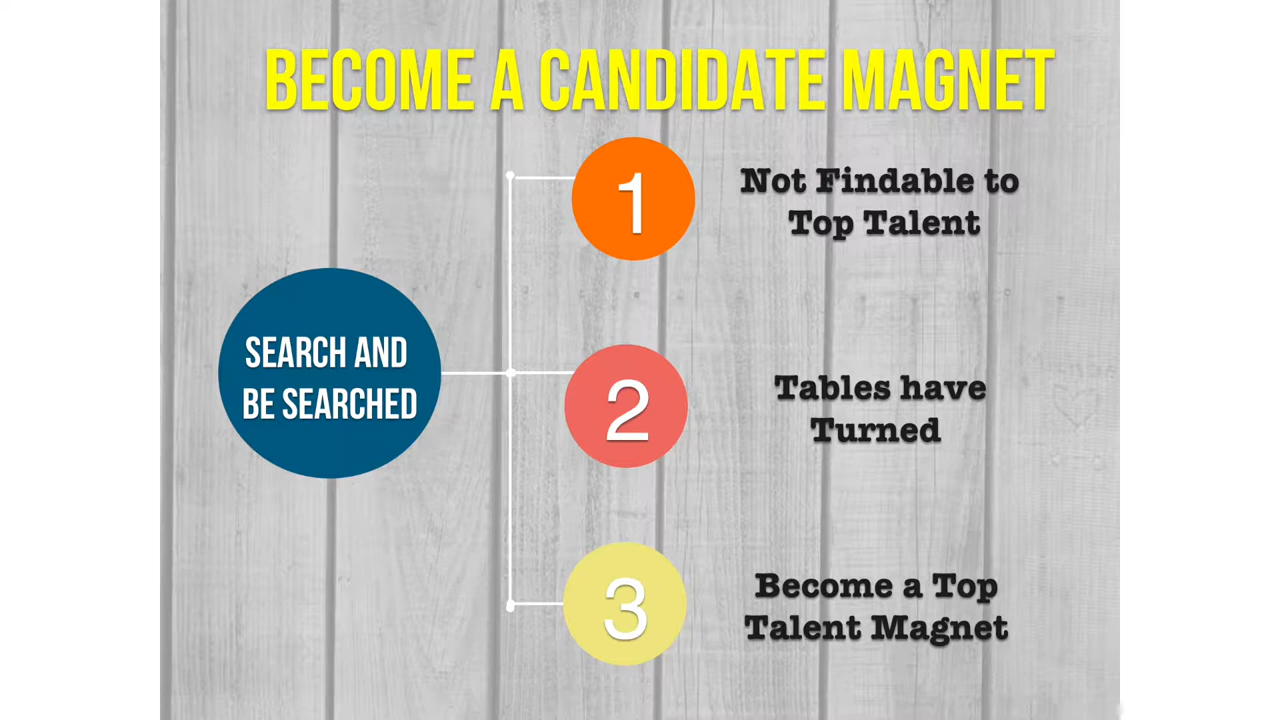 BECOME A CANDIDATE MAGNET
SEARCH AND
BE SEARCHED
1
Not Findable to
Top Talent
2
Tables have
Turned
3
Become a Top
Talent Magnet